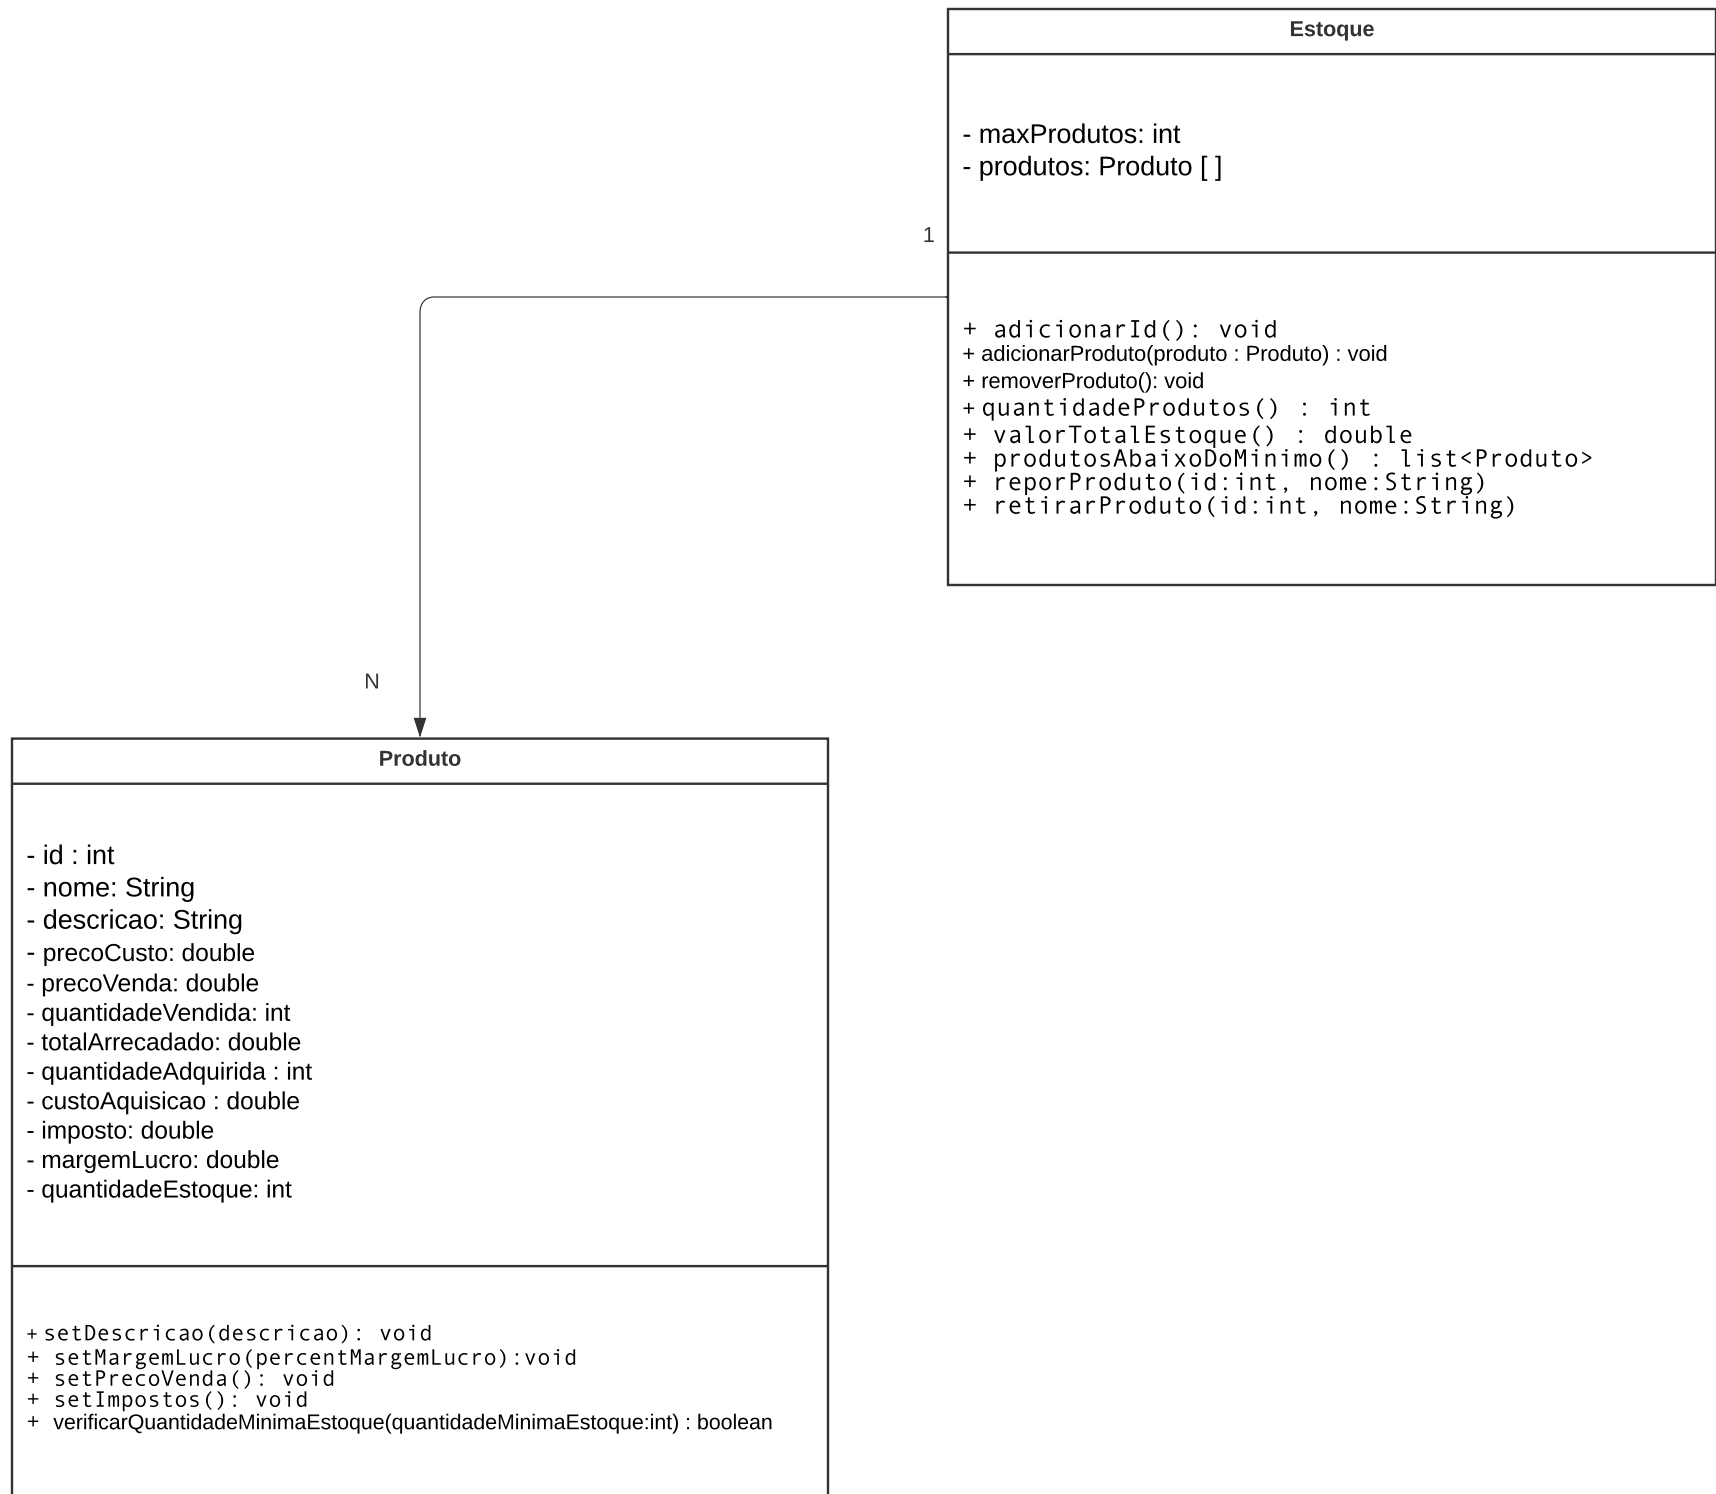 Estoque
- maxProdutos: int
- produtos: Produto [ ]
1
+ adicionarId(): void
+ adicionarProduto(produto : Produto) : void
+ removerProduto(): void
+ quantidadeProdutos() : int
+ valorTotalEstoque() : double
+ produtosAbaixoDoMinimo() : list<Produto>
+ reporProduto(id:int, nome:String)
+ retirarProduto(id:int, nome:String)
N
Produto
- id : int
- nome: String
- descricao: String
- precoCusto: double
- precoVenda: double
- quantidadeVendida: int
- totalArrecadado: double
- quantidadeAdquirida : int
- custoAquisicao : double
- imposto: double
- margemLucro: double
- quantidadeEstoque: int
+ setDescricao(descricao): void
+ setMargemLucro(percentMargemLucro):void
+ setPrecoVenda(): void
+ setImpostos(): void
+ verificarQuantidadeMinimaEstoque(quantidadeMinimaEstoque:int) : boolean